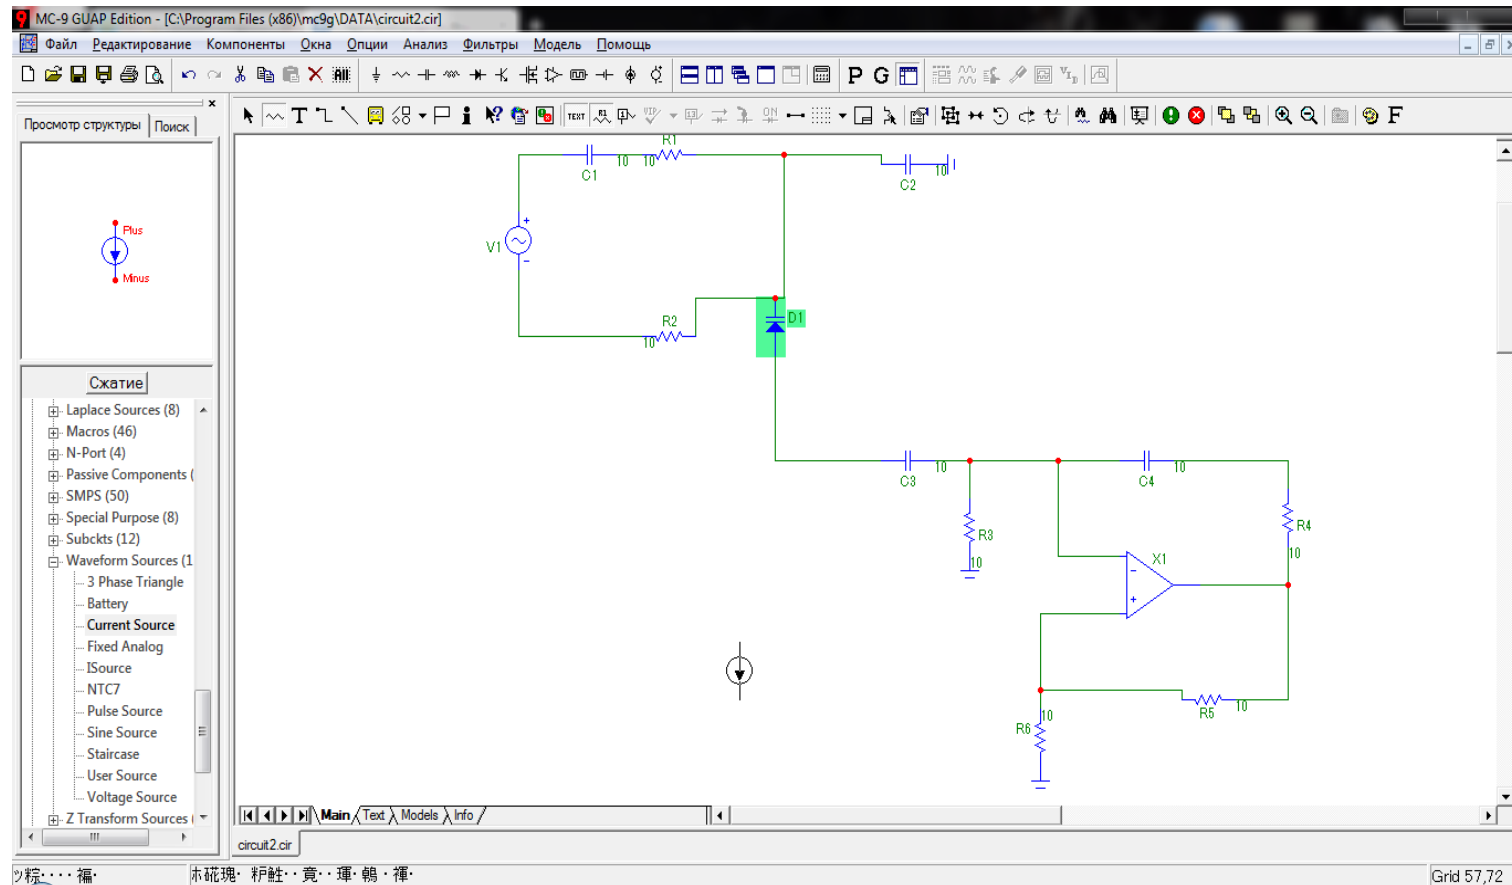 MC-9 GUAP Edition - [C:\Program Files (x86)\mc9g\DATA\circuit2.cir]
Файл Редактирование Компоненты Окна Опции Анализ Фильтры Модель Помощь
P G
T TEXT R1 VIP ON F
Просмотр структуры Поиск
Plus
Minus
Сжатие
Laplace Sources (8)
Macros (46)
N-Port (4)
Passive Components (
SMPS (50)
Special Purpose (8)
Subckts (12)
Waveform Sources (1
3 Phase Triangle
Battery
Current Source
Fixed Analog
ISource
NTC7
Pulse Source
Sine Source
Staircase
User Source
Voltage Source
Z Transform Sources
R1
10 10
C1
10
C2
V1
+
-
R2
10
D1
10
C3
10
C4
R3
10
R4
10
X1
-
+
10
R5
10
R6
Main Text Models Info
circuit2.cir
Grid 57,72